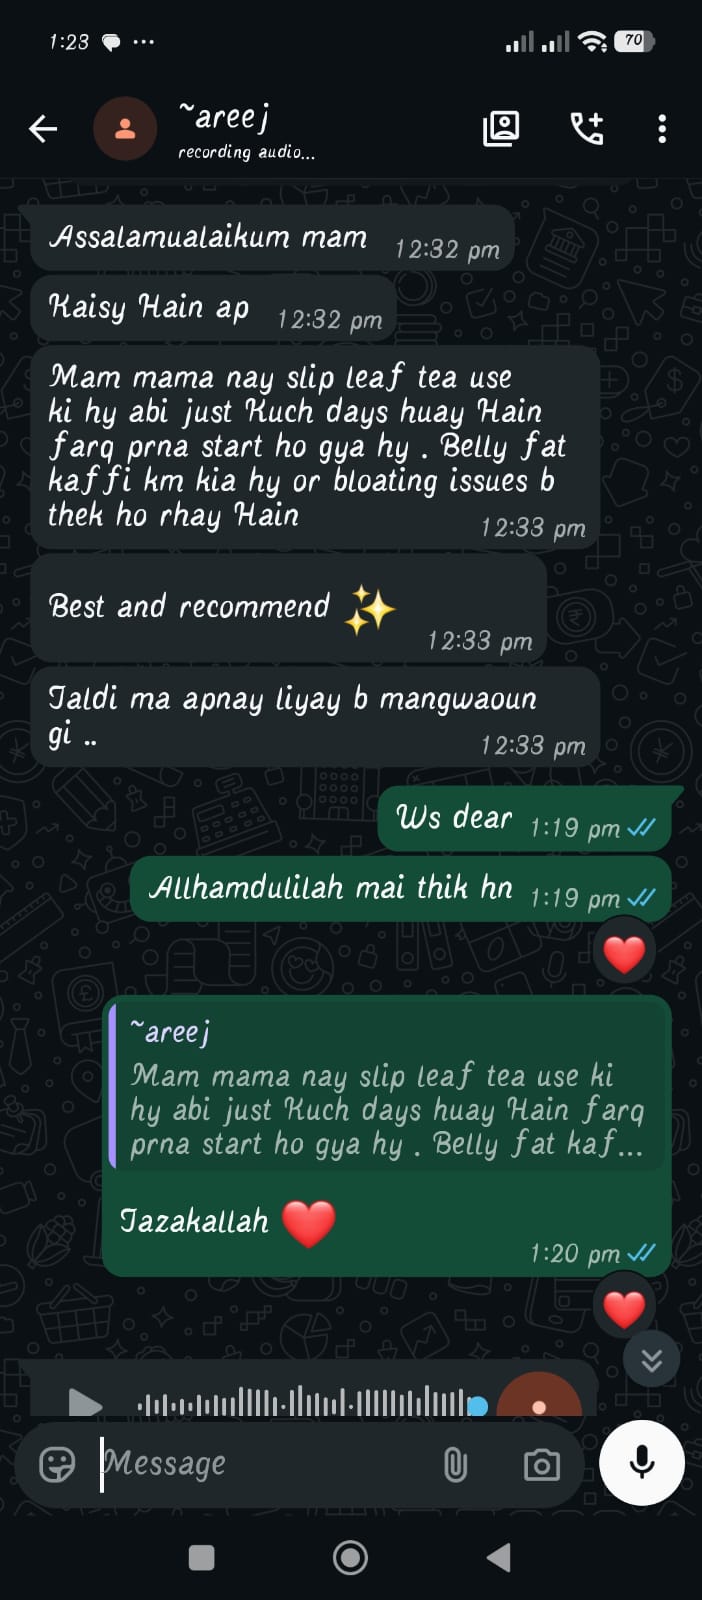 1:23
70
~areej
recording audio...
Assalamualaikum mam 12:32 pm
Kaisy Hain ap 12:32 pm
Mam mama nay slip leaf tea use
ki hy abi just Kuch days huay Hain
farq prna start ho gya hy . Belly fat
kaffi km kia hy or bloating issues b
thek ho rhay Hain
12:33 pm
Best and recommend ✨
12:33 pm
Jaldi ma apnay liyay b mangwaoun
gi ..
12:33 pm
Ws dear 1:19 pm
Allhamdulilah mai thik hn 1:19 pm
~areej
Mam mama nay slip leaf tea use ki
hy abi just Kuch days huay Hain farq
prna start ho gya hy . Belly fat kaf...
Jazakallah ❤️
1:20 pm
Message